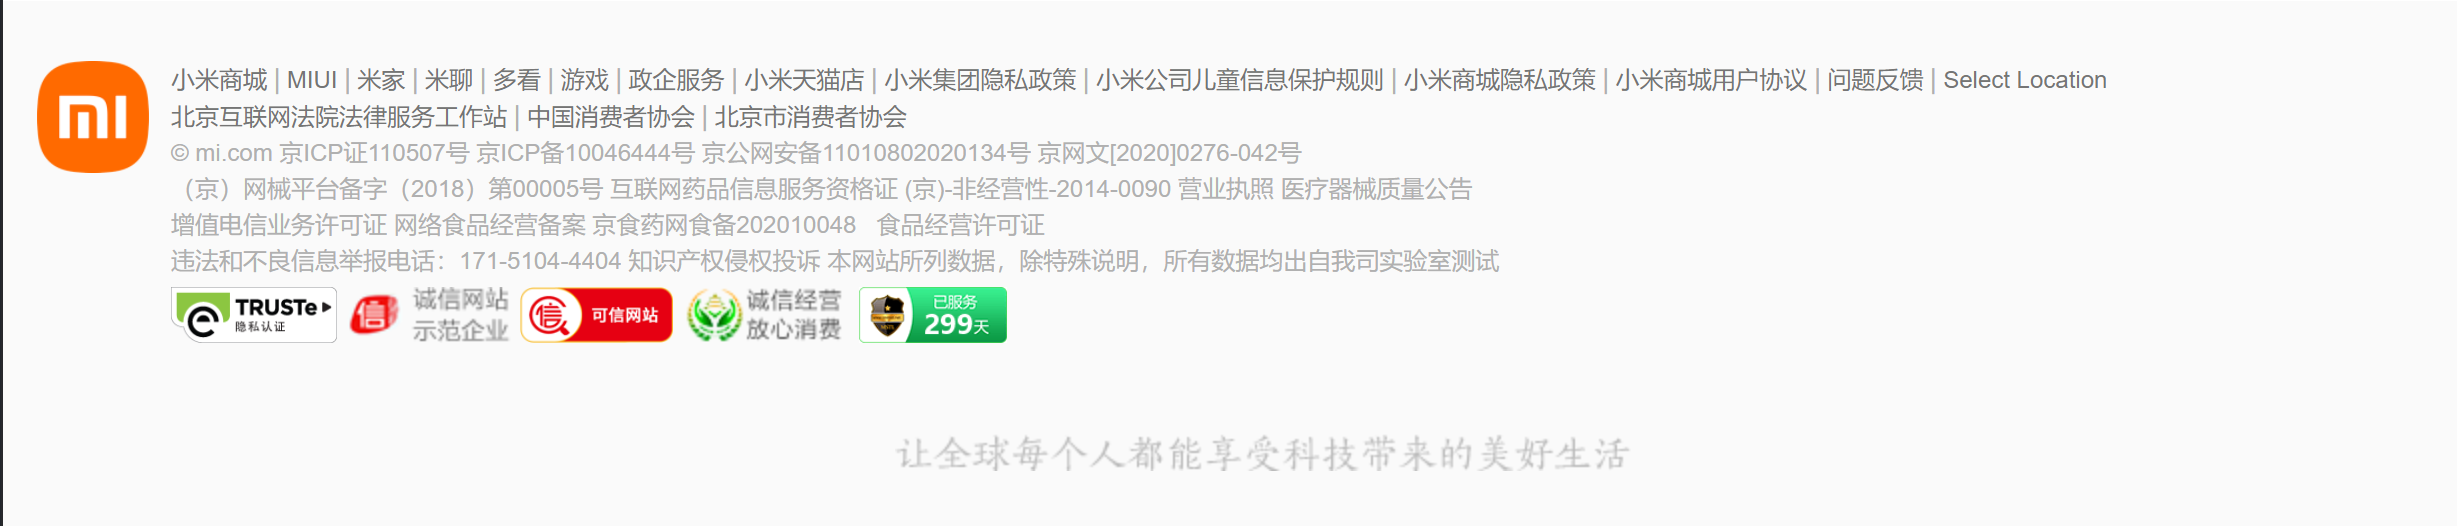 小米商城 | MIUI | 米家 | 米聊 | 多看 | 游戏 | 政企服务 | 小米天猫店 | 小米集团隐私政策 | 小米公司儿童信息保护规则 | 小米商城隐私政策 | 小米商城用户协议 | 问题反馈 | Select Location
北京互联网法院法律服务工作站 | 中国消费者协会 | 北京市消费者协会
© mi.com 京ICP证110507号 京ICP备10046444号 京公网安备11010802020134号 京网文[2020]0276-042号
（京）网械平台备字（2018）第00005号 互联网药品信息服务资格证 (京)-非经营性-2014-0090 营业执照 医疗器械质量公告
增值电信业务许可证 网络食品经营备案 京食药网食备202010048 食品经营许可证
违法和不良信息举报电话：171-5104-4404 知识产权侵权投诉 本网站所列数据，除特殊说明，所有数据均出自我司实验室测试
TRUSTe
隐私认证
信
诚信网站
示范企业
信
可信网站
诚信经营
放心消费
已服务
299天
让全球每个人都能享受科技带来的美好生活